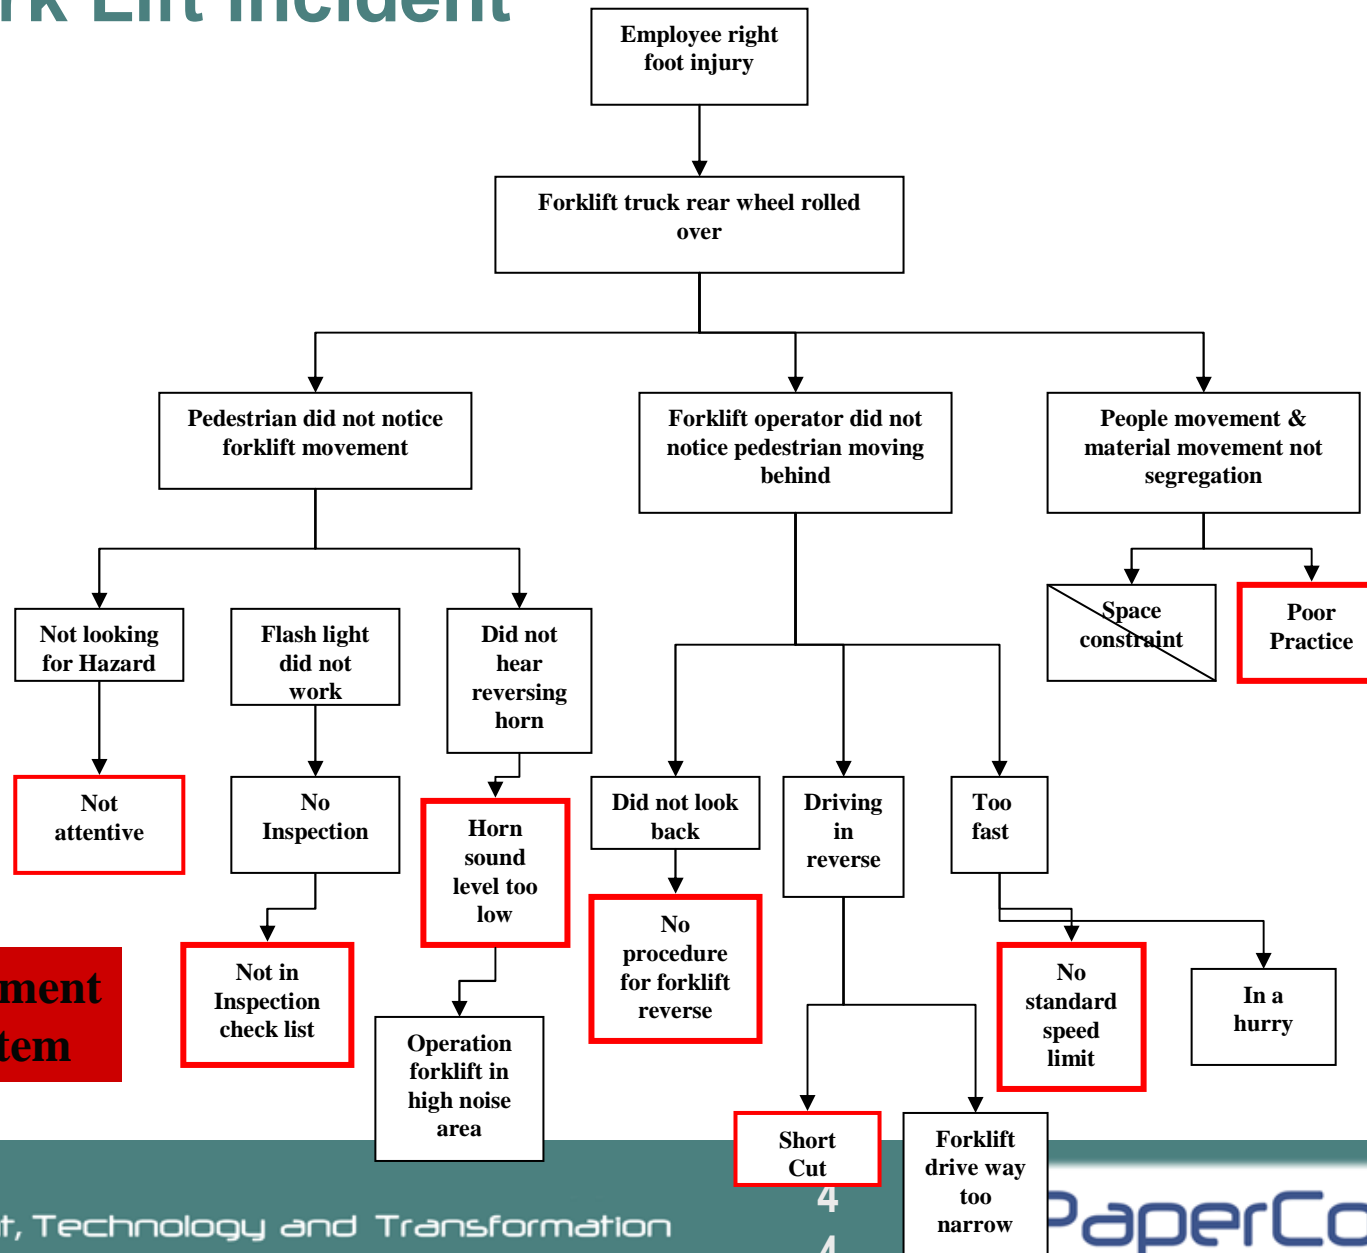 rk Lift Incident
Employee right
foot injury
Forklift truck rear wheel rolled
over
Pedestrian did not notice
forklift movement
Forklift operator did not
notice pedestrian moving
behind
People movement &
material movement not
segregation
Not looking
for Hazard
Flash light
did not
work
Did not
hear
reversing
horn
Space
constraint
Poor
Practice
Not
attentive
No
Inspection
Horn
sound
level too
low
Did not look
back
Driving
in
reverse
Too
fast
Not in
Inspection
check list
No
procedure
for forklift
reverse
No
standard
speed
limit
In a
hurry
ment
tem
Operation
forklift in
high noise
area
Short
Cut
Forklift
drive way
too
narrow
4
4
t, Technology and Transformation
PaperCo